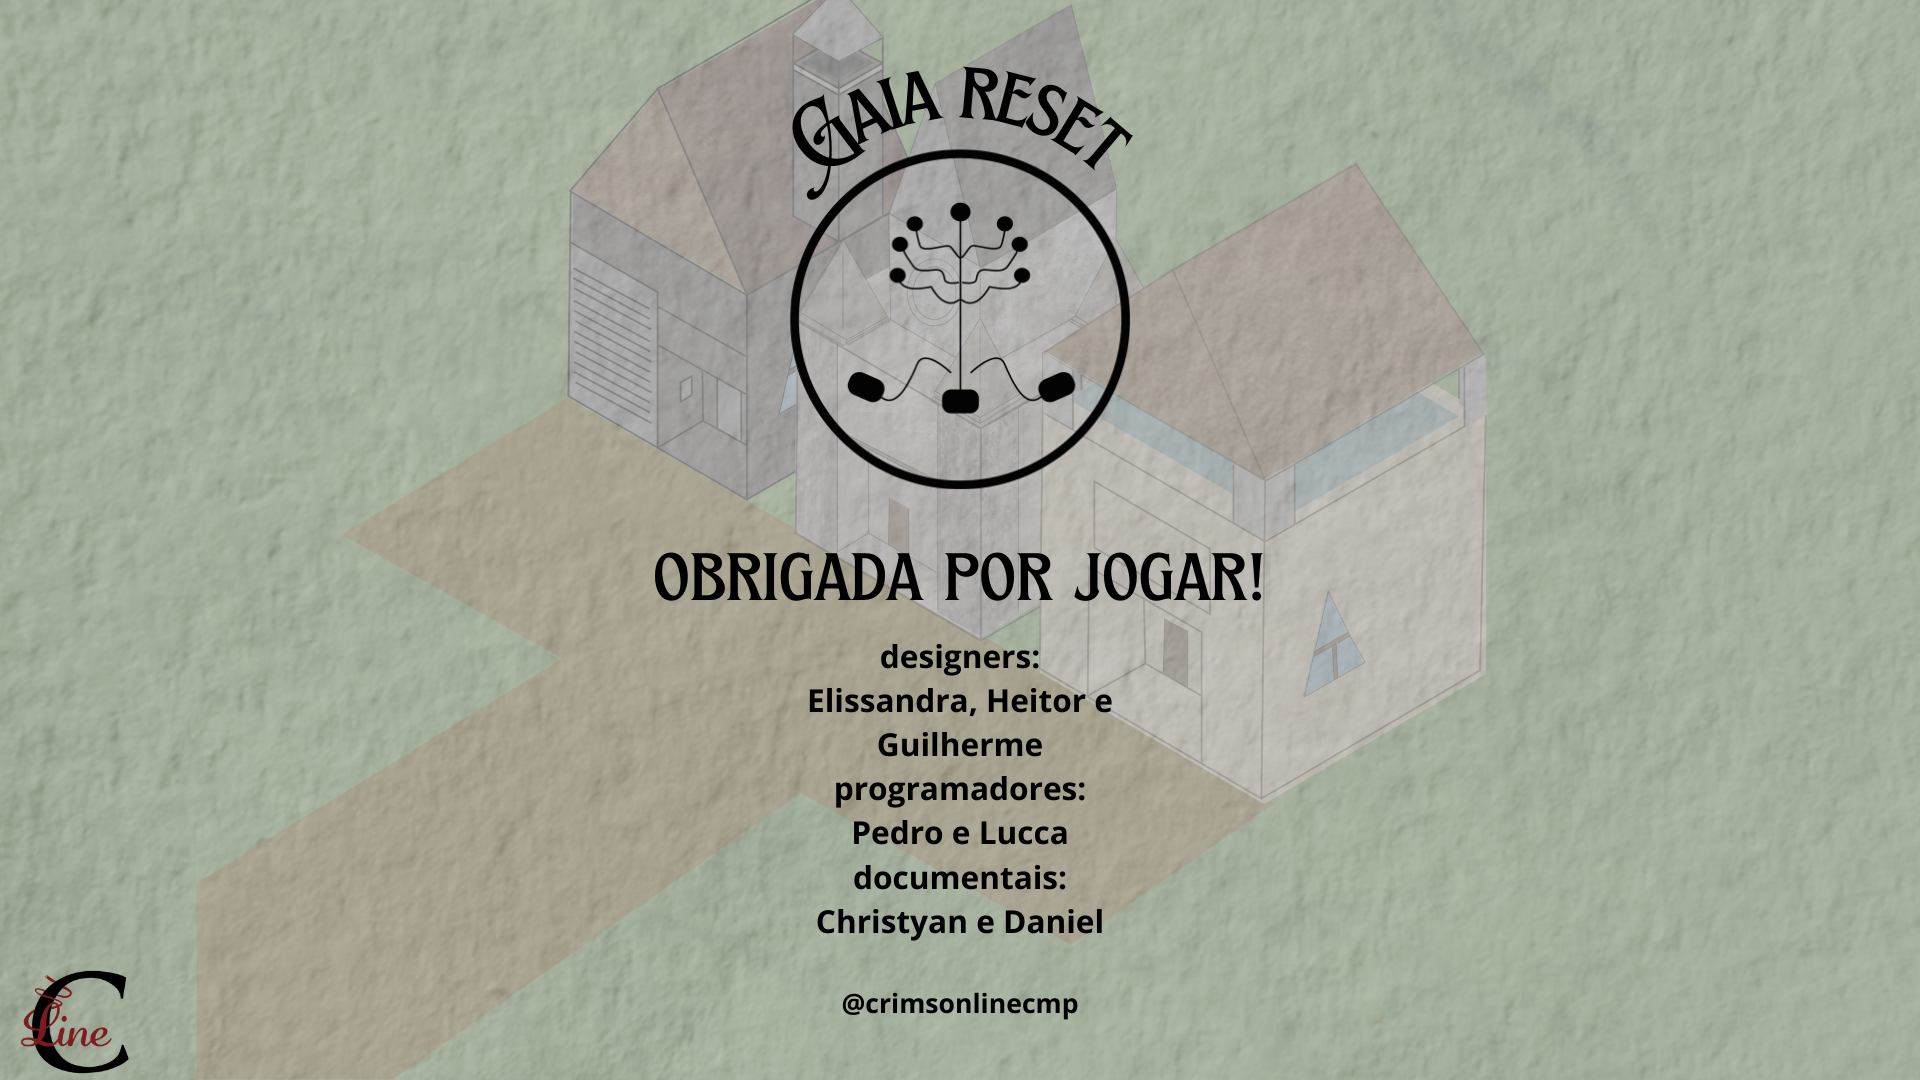 GAIA RESET
OBRIGADA POR JOGAR!
designers:
Elissandra, Heitor e
Guilherme
programadores:
Pedro e Lucca
documentais:
Christyan e Daniel
@crimsonlinecmp
C
Line